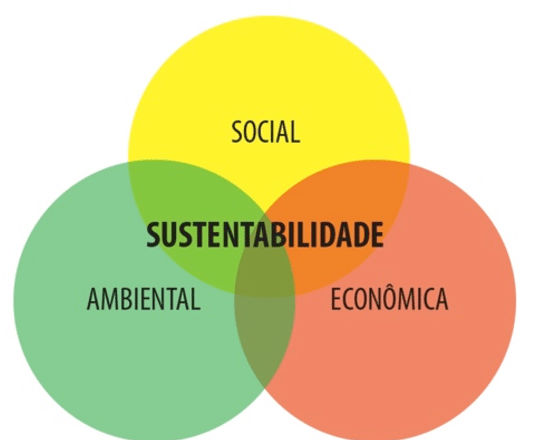 SOCIAL
SUSTENTABILIDADE
AMBIENTAL
ECONÔMICA